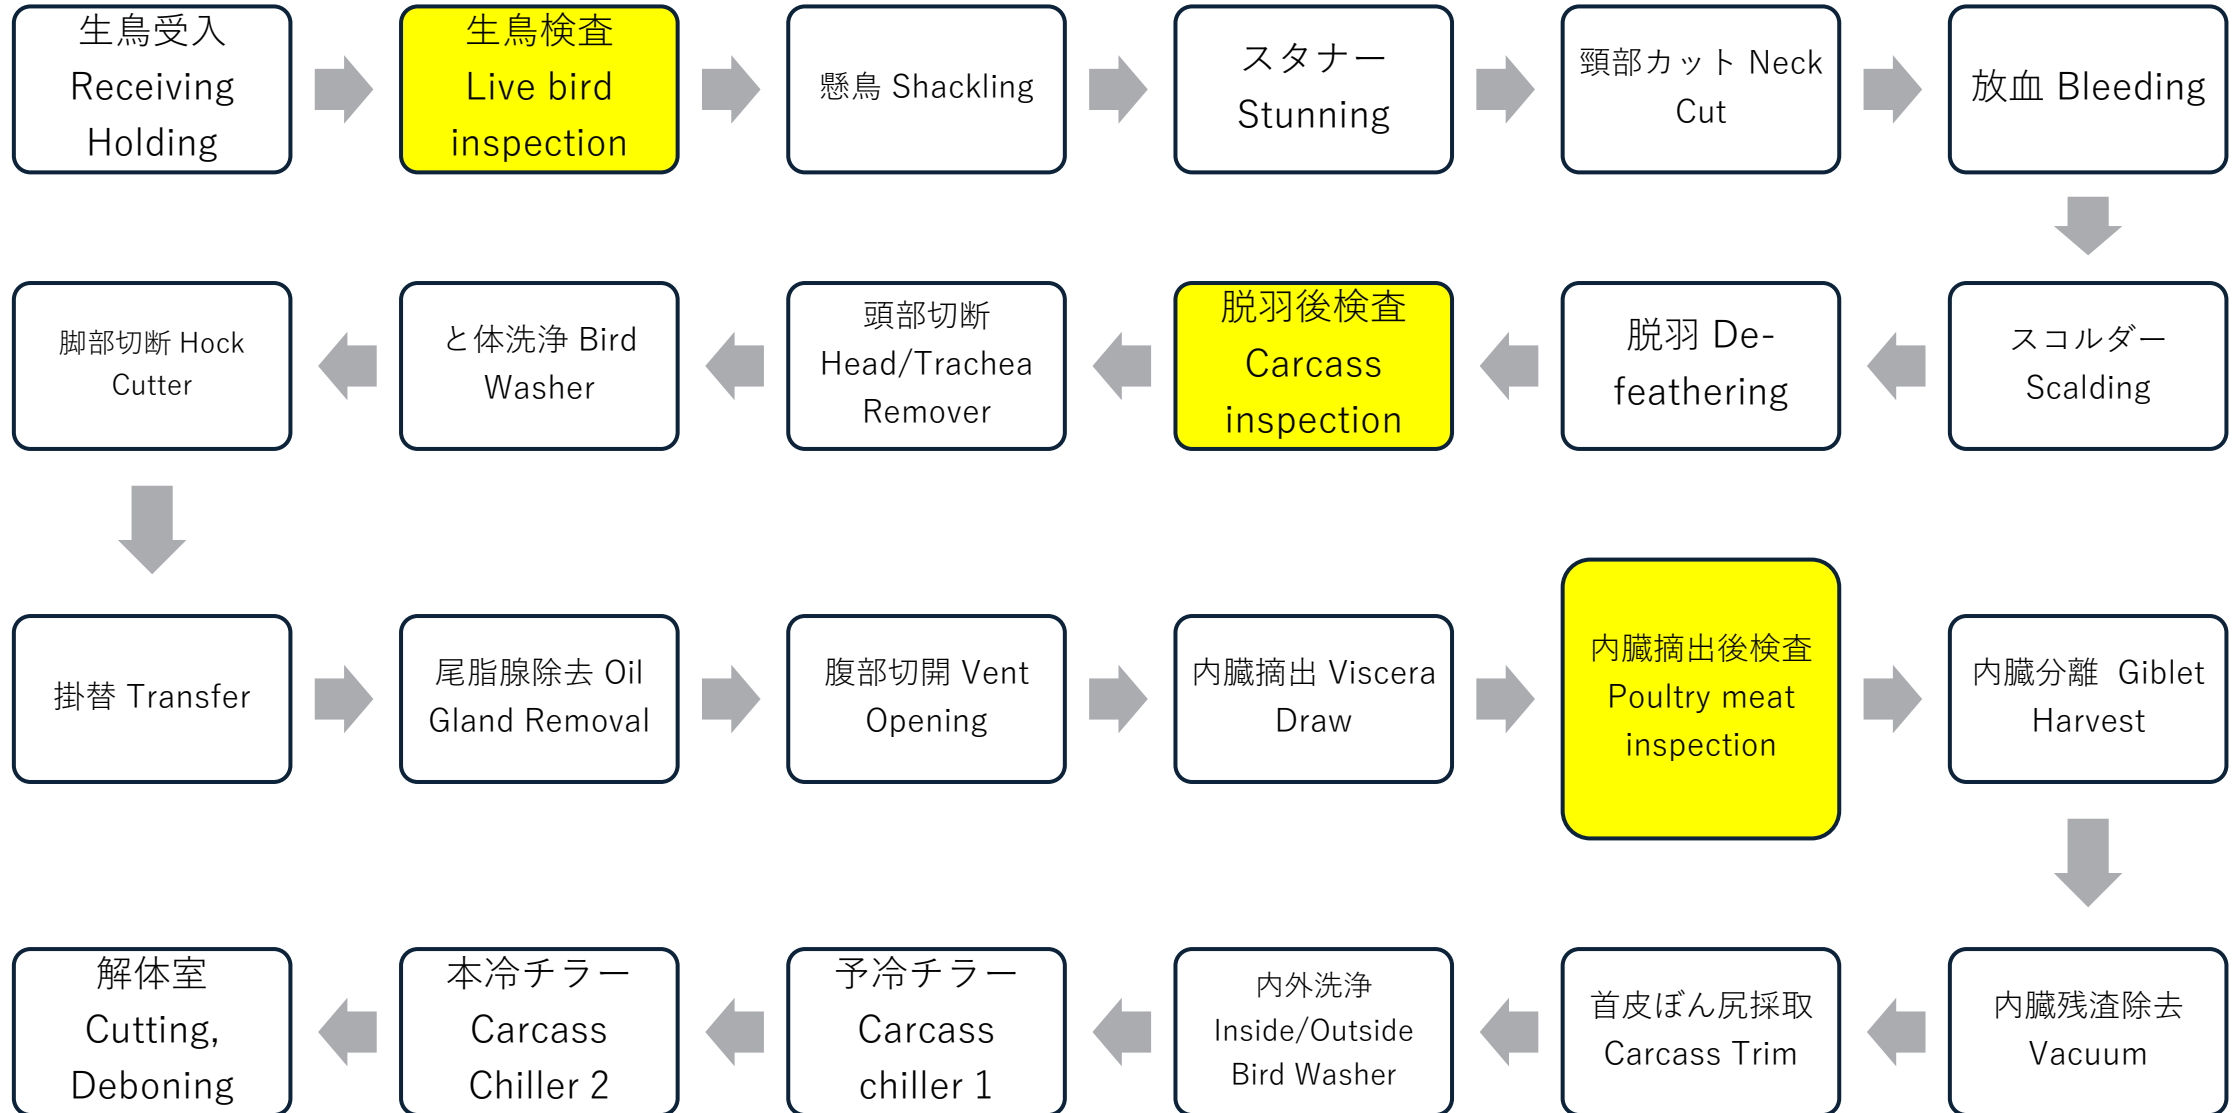 生鳥受入
Receiving
Holding
生鳥検査
Live bird
inspection
懸鳥 Shackling
スタナー
Stunning
頸部カット Neck
Cut
放血 Bleeding
スコルダー
Scalding
脱羽 De-
feathering
脱羽後検査
Carcass
inspection
頭部切断
Head/Trachea
Remover
と体洗浄 Bird
Washer
脚部切断 Hock
Cutter
掛替 Transfer
尾脂腺除去 Oil
Gland Removal
腹部切開 Vent
Opening
内臓摘出 Viscera
Draw
内臓摘出後検査
Poultry meat
inspection
内臓分離 Giblet
Harvest
内臓残渣除去
Vacuum
首皮ぼん尻採取
Carcass Trim
内外洗浄
Inside/Outside
Bird Washer
予冷チラー
Carcass
chiller 1
本冷チラー
Carcass
Chiller 2
解体室
Cutting,
Deboning